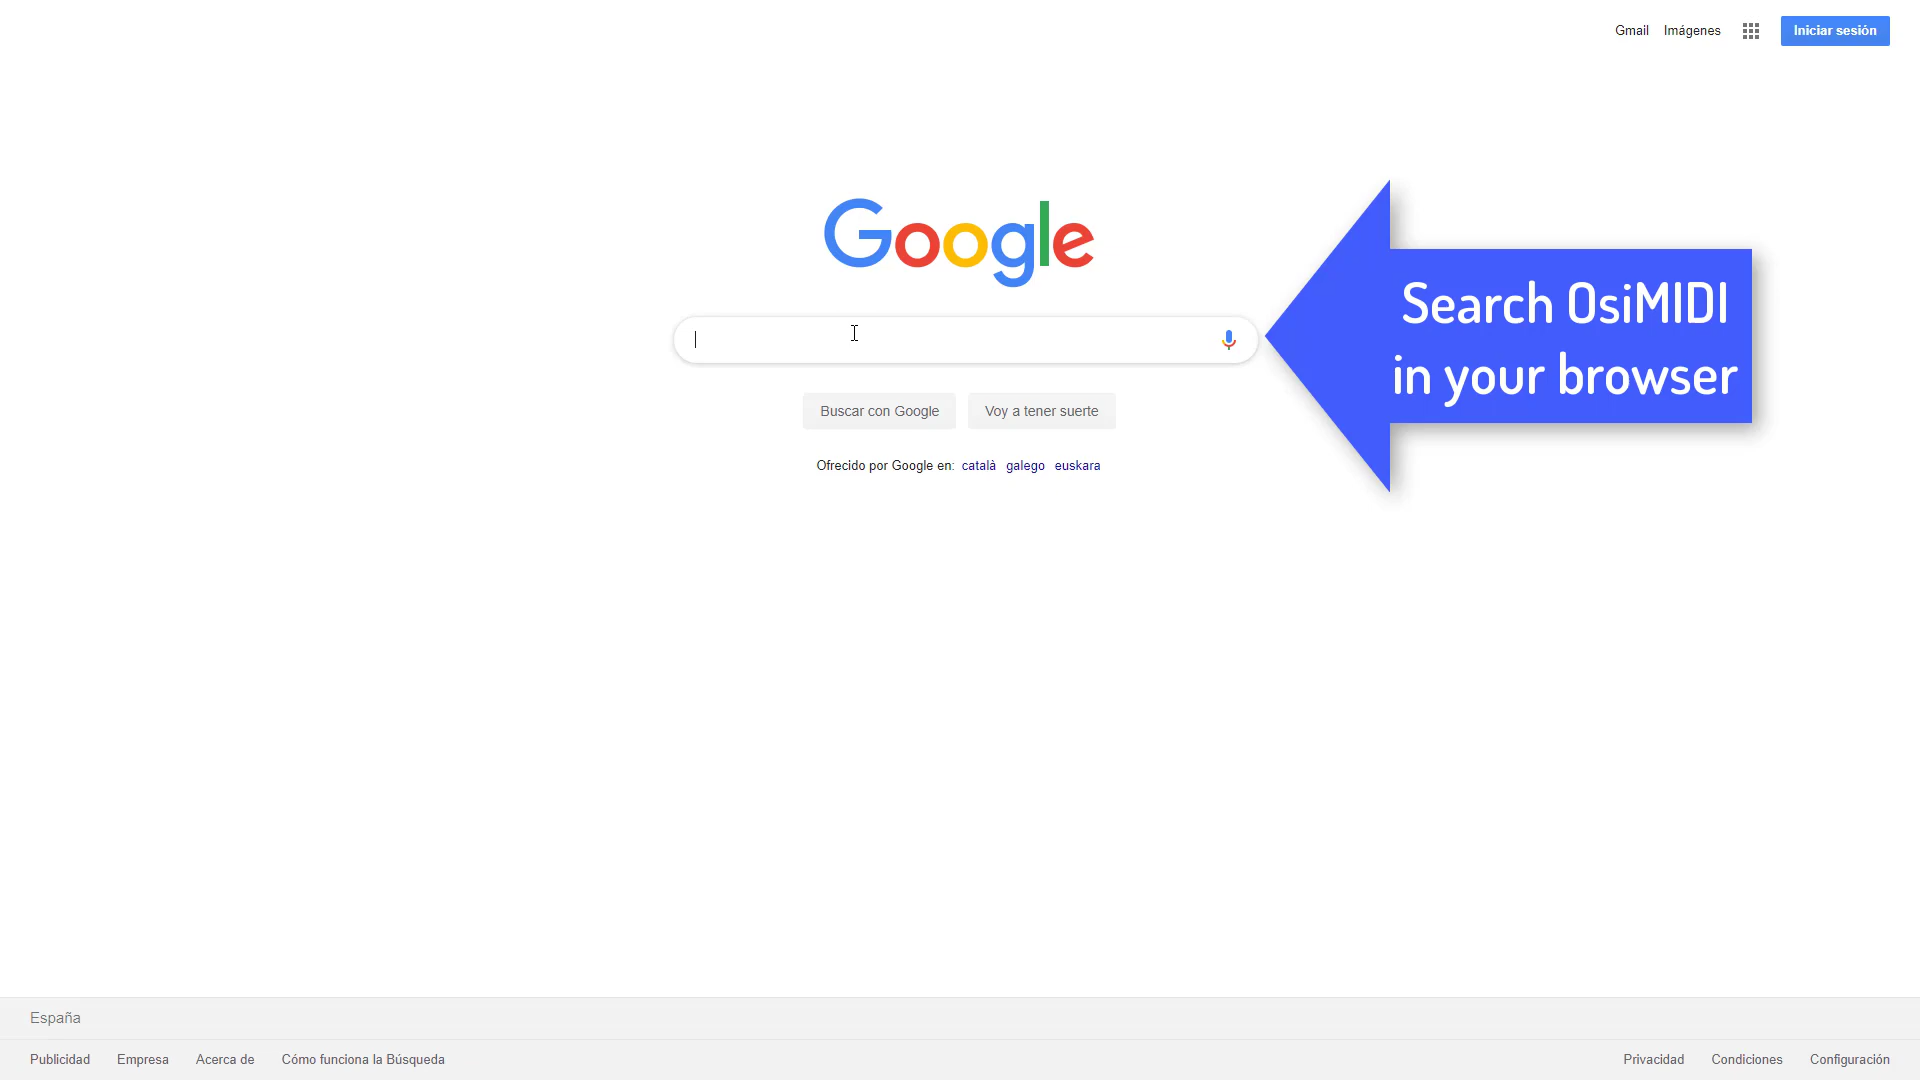 Gmail Imágenes Iniciar sesión
Google
Search OsiMIDI
in your browser
Buscar con Google Voy a tener suerte
Ofrecido por Google en: català galego euskara
España
Publicidad Empresa Acerca de Cómo funciona la Búsqueda Privacidad Condiciones Configuración